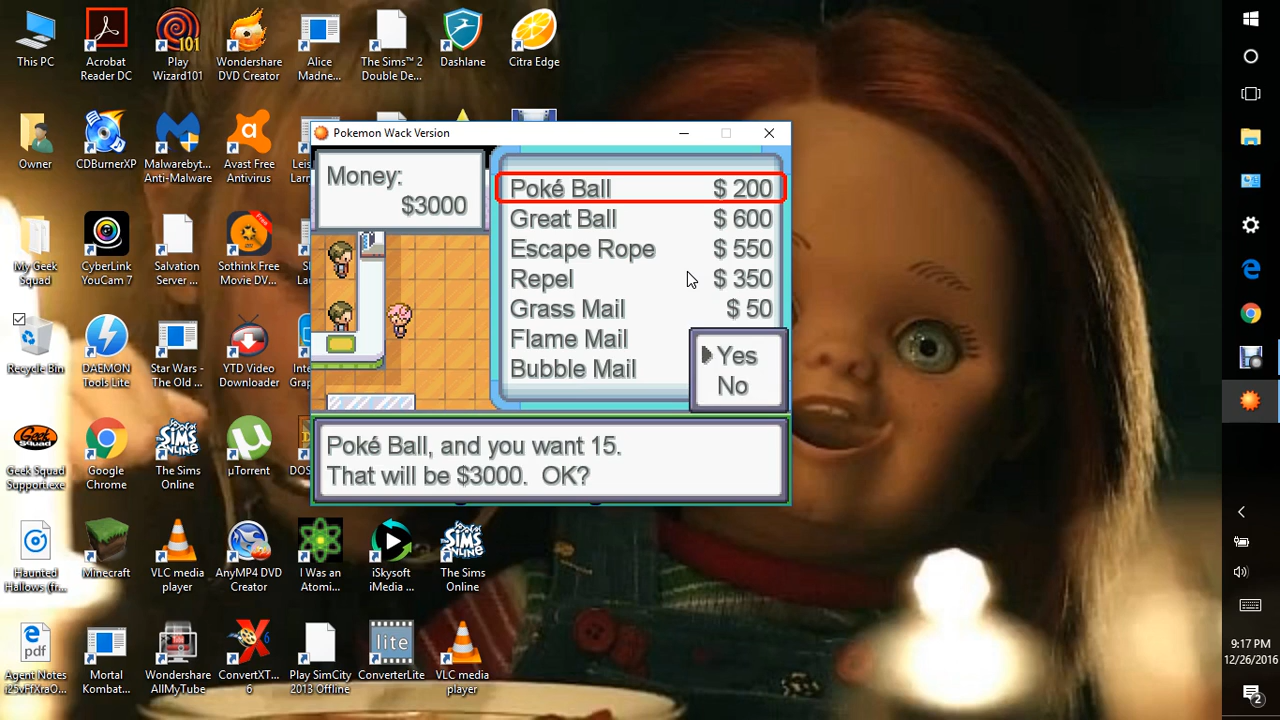 This PC
Acrobat
Reader DC
Play
Wizard101
Wondershare
DVD Creator
Alice
Madne...
The Sims™ 2
Double De...
Dashlane
Citra Edge
Owner
CDBurnerXP
Malwarebyt...
Anti-Malware
Avast Free
Antivirus
My Geek
Squad
CyberLink
YouCam 7
Salvation
Server ...
Sothink Free
Movie DV...
Recycle Bin
DAEMON
Tools Lite
Star Wars -
The Old ...
YTD Video
Downloader
Geek Squad
Support.exe
Google
Chrome
The Sims
Online
µTorrent
Haunted
Hallows (fr...
Minecraft
VLC media
player
AnyMP4 DVD
Creator
I Was an
Atomi...
iSkysoft
iMedia ...
The Sims
Online
Agent Notes
Mortal
Kombat...
Wondershare
AllMyTube
ConvertXT...
6
Play SimCity
2013 Offline
ConverterLite
VLC media
player
Pokemon Wack Version
Money:
$3000
Poké Ball $ 200
Great Ball $ 600
Escape Rope $ 550
Repel $ 350
Grass Mail $ 50
Flame Mail
Bubble Mail
Yes
No
Poké Ball, and you want 15.
That will be $3000. OK?
9:17 PM
12/26/2016
2